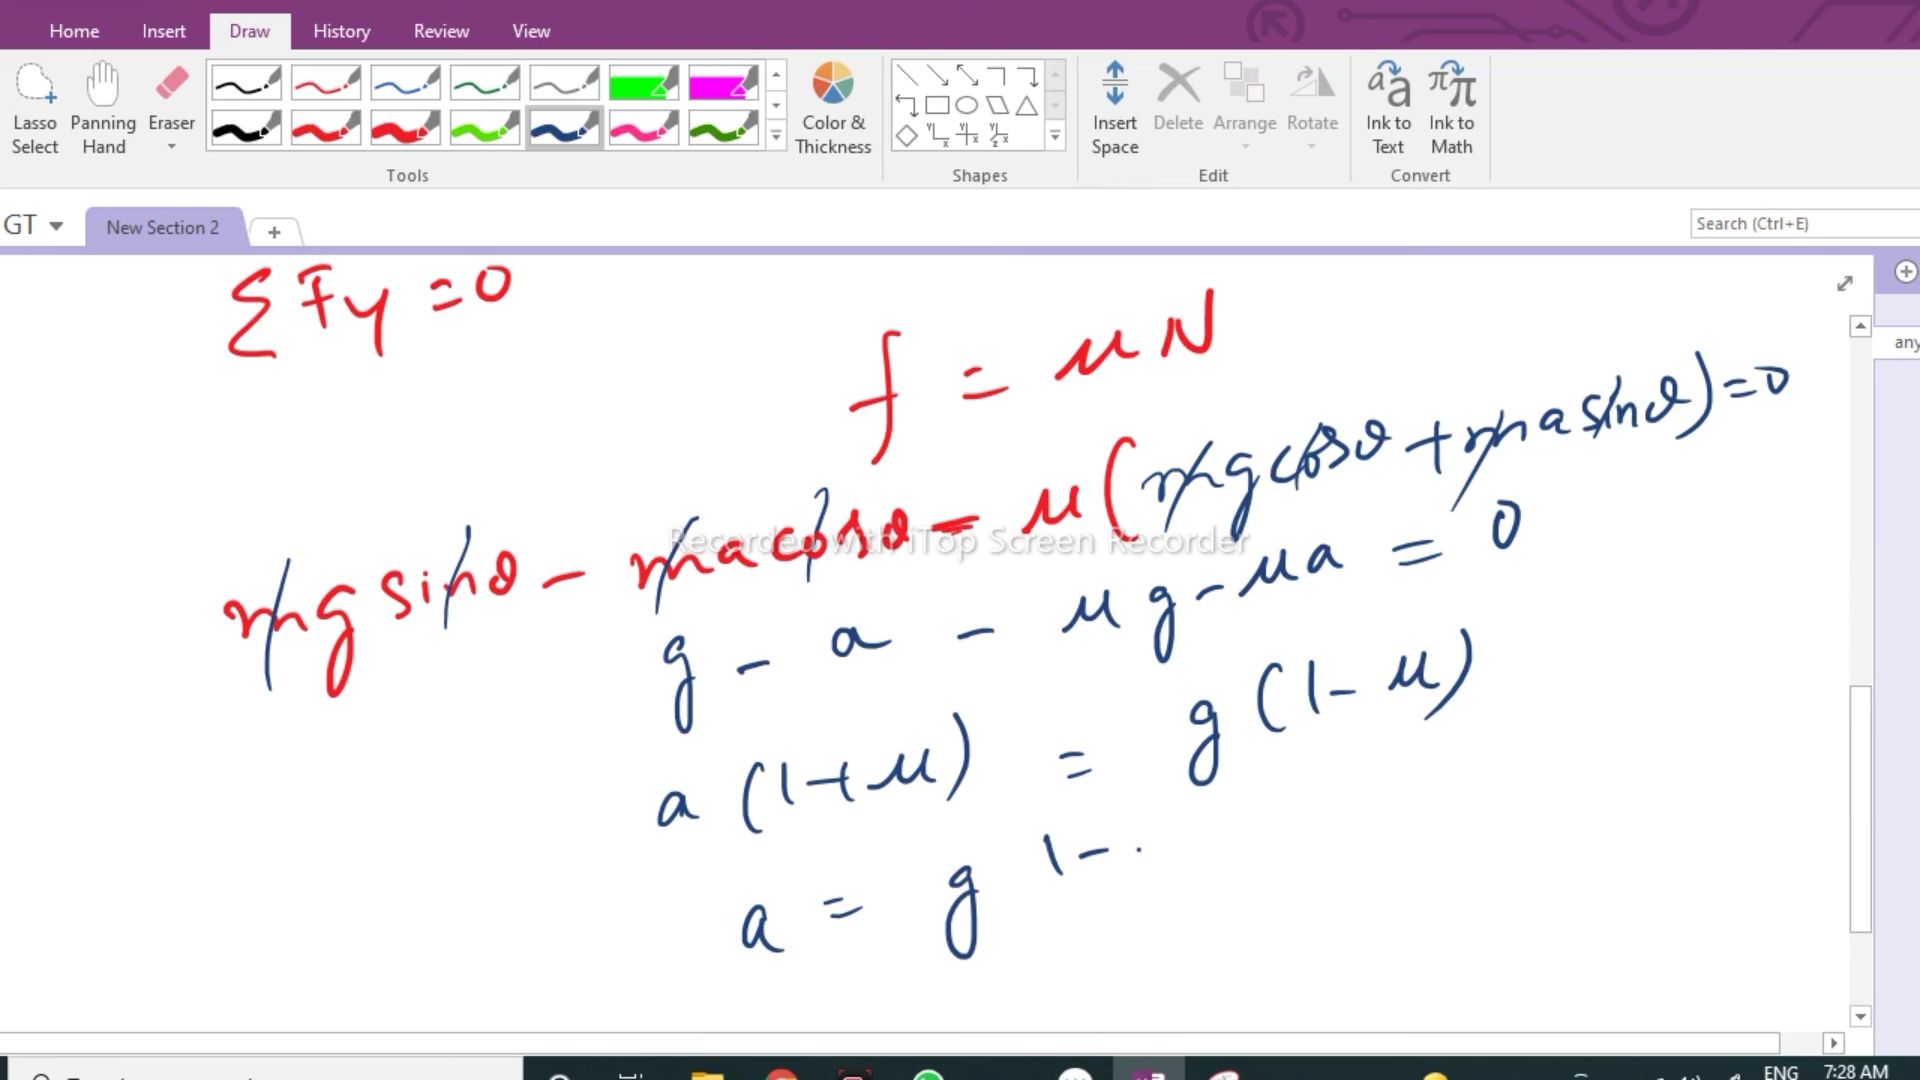 Home Insert Draw History Review View
Lasso Select
Panning Hand
Eraser
Color & Thickness
Insert Space
Delete
Arrange
Rotate
Ink to Text
Ink to Math
Tools
Shapes
Edit
Convert
GT
New Section 2
+
Search (Ctrl+E)
any
ΣFy = 0
f = μN
mg sinθ - ma cosθ - μ(mg cosθ + ma sinθ) = 0
Recorded with iTop Screen Recorder
g - a - μg - μa = 0
a (1+μ) = g(1-μ)
a = g 1-
ENG 7:28 AM